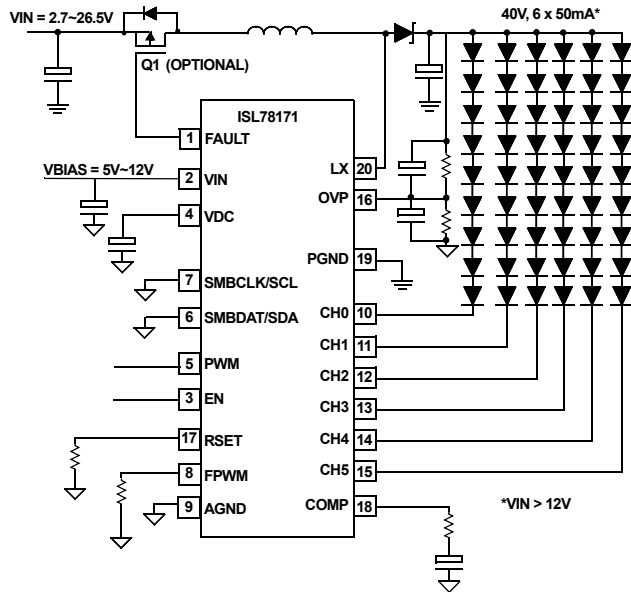 VIN = 2.7~26.5V
40V, 6 x 50mA*
Q1 (OPTIONAL)
ISL78171
1 FAULT
VBIAS = 5V~12V
2 VIN
4 VDC
7 SMBCLK/SCL
6 SMBDAT/SDA
5 PWM
3 EN
17 RSET
8 FPWM
9 AGND
LX 20
OVP 16
PGND 19
CH0 10
CH1 11
CH2 12
CH3 13
CH4 14
CH5 15
COMP 18
*VIN > 12V